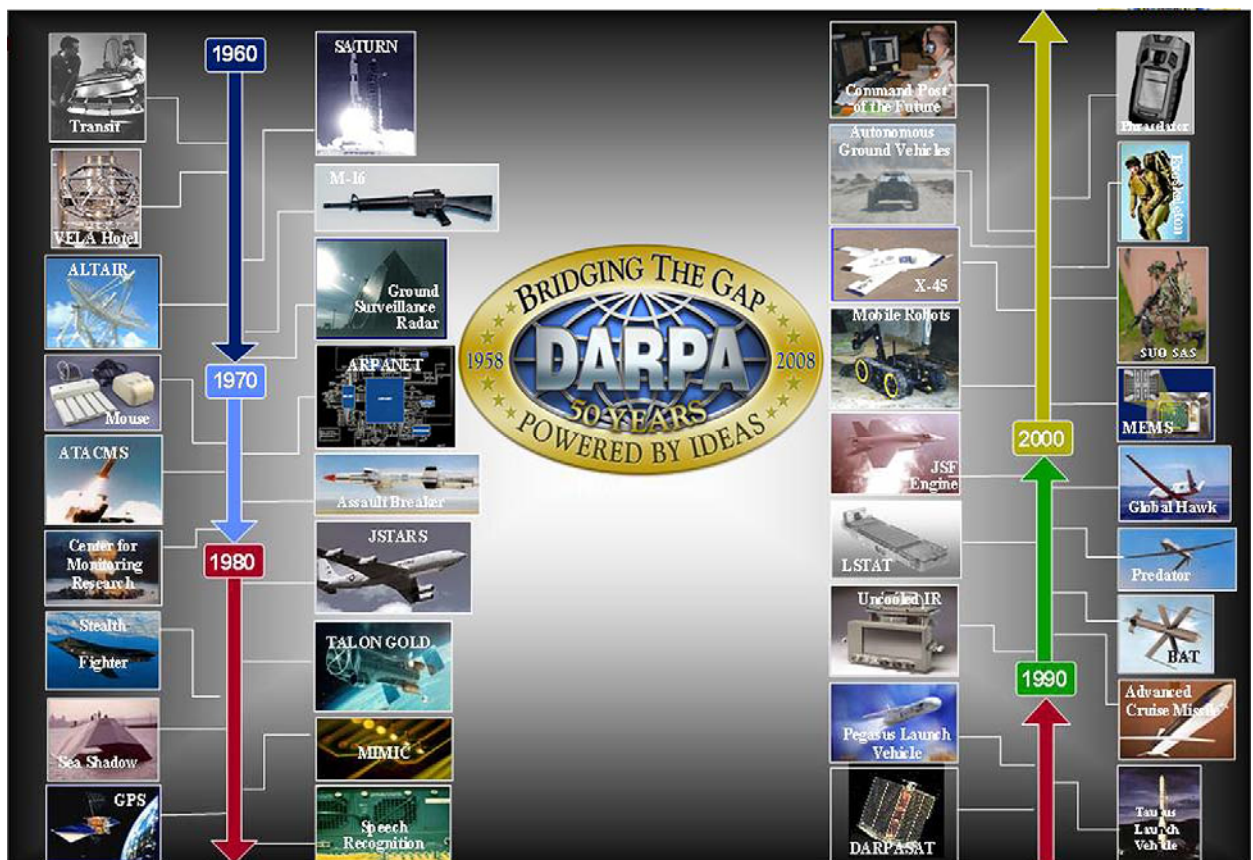 1960
Transit
VELA Hotel
ALTAIR
Mouse
ATACMS
Center for
Monitoring
Research
Stealth
Fighter
Sea Shadow
GPS
1970
1980
SATURN
M-16
Ground
Surveillance
Radar
ARPANET
Assault Breaker
JSTARS
TALON GOLD
MIMIC
Speech
Recognition
BRIDGING THE GAP
1958
DARPA
2008
50 YEARS
POWERED BY IDEAS
Command Post
of the Future
Autonomous
Ground Vehicles
X-45
Mobile Robots
JSF
Engine
LSTAT
Uncooled IR
Pegasus Launch
Vehicle
DARPASAT
2000
1990
Phraselator
Exoskeleton
SUO SAS
MEMS
Global Hawk
Predator
BAT
Advanced
Cruise Missile
Taurus
Launch
Vehicle